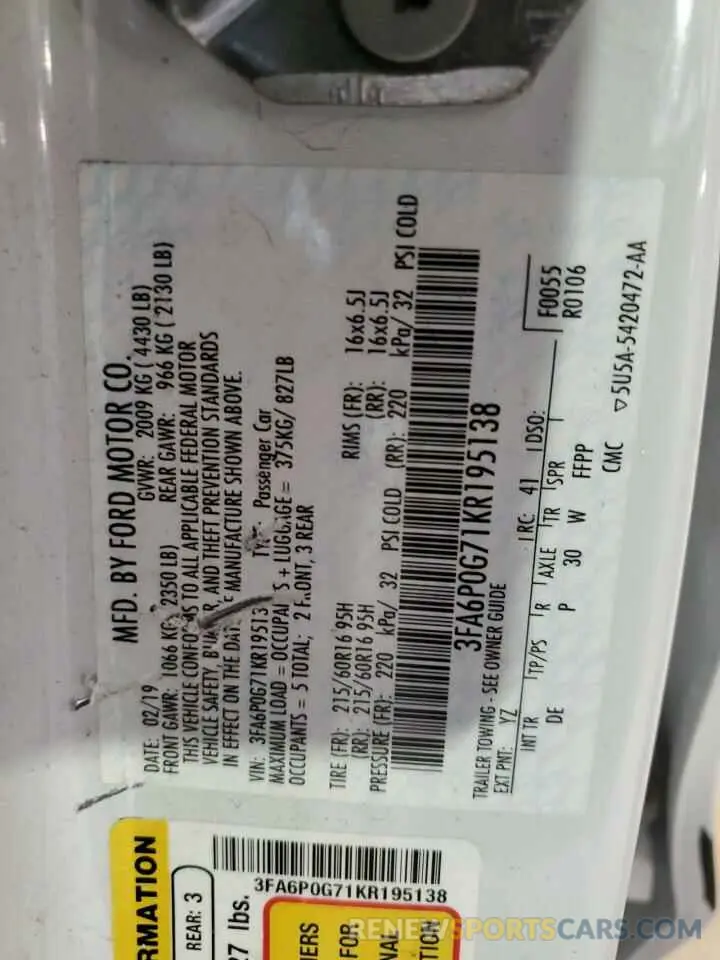 MFD. BY FORD MOTOR CO.
DATE: 02/19 GVWR: 2009 KG ( 4430 LB)
FRONT GAWR: 1066 KG 2350 LB) REAR GAWR: 966 KG ( 2130 LB)
THIS VEHICLE CONFO S TO ALL APPLICABLE FEDERAL MOTOR
VEHICLE SAFETY, AND THEFT PREVENTION STANDARDS
IN EFFECT ON THE DATE MANUFACTURE SHOWN ABOVE.
VIN: 3FA6P0G71KR19513 Passenger Car
MAXIMUM LOAD = OCCUPA S + LUGGAGE = 375KG/ 827LB
OCCUPANTS = 5 TOTAL; 2 F ONT, 3 REAR
TIRE (FR): 215/60R16 95H RIMS (FR): 16x6.5J
(RR): 215/60R16 95H (RR): 16x6.5J
PRESSURE (FR): 220 kPa/ 32 PSI COLD (RR): 220 kPa/ 32 PSI COLD
3FA6P0G71KR195138
TRAILER TOWING - SEE OWNER GUIDE
EXT PNT: YZ RC: 41 DSO: F0055
R0106
INT TR TP/PS R AXLE TR SPR
DE P 30 W FFPP
CMC ▽5U5A-5420472-AA
RMATION
REAR: 3
27 lbs.
3FA6P0G71KR195138
IERS
FOR
NAL
TION
RENEWSPORTSCARS.COM